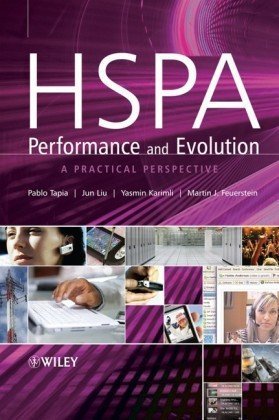 HSPA
Performance and Evolution
A PRACTICAL PERSPECTIVE
Pablo Tapia | Jun Liu | Yasmin Karimli | Martin J. Feuerstein
WILEY